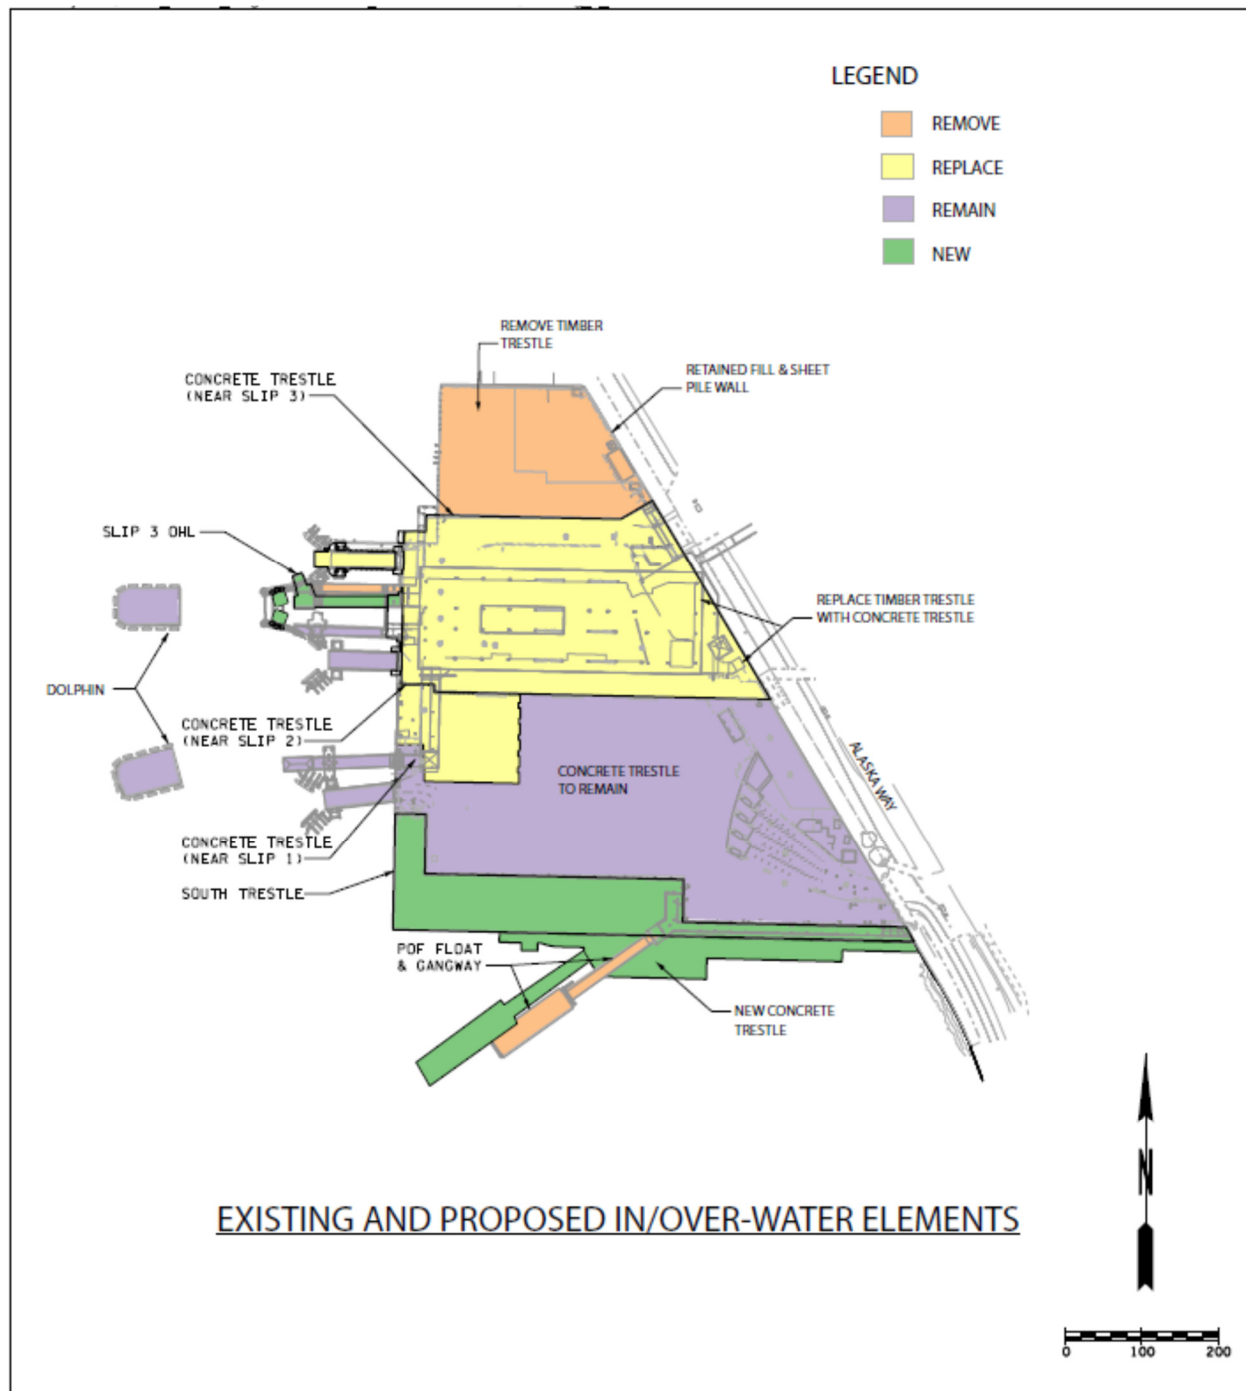 LEGEND
REMOVE
REPLACE
REMAIN
NEW
REMOVE TIMBER
TRESTLE
CONCRETE TRESTLE
(NEAR SLIP 3)
RETAINED FILL & SHEET
PILE WALL
SLIP 3 OHL
REPLACE TIMBER TRESTLE
WITH CONCRETE TRESTLE
DOLPHIN
CONCRETE TRESTLE
(NEAR SLIP 2)
CONCRETE TRESTLE
TO REMAIN
ALASKA WAY
CONCRETE TRESTLE
(NEAR SLIP 1)
SOUTH TRESTLE
POF FLOAT
& GANGWAY
NEW CONCRETE
TRESTLE
N
EXISTING AND PROPOSED IN/OVER-WATER ELEMENTS
0 100 200